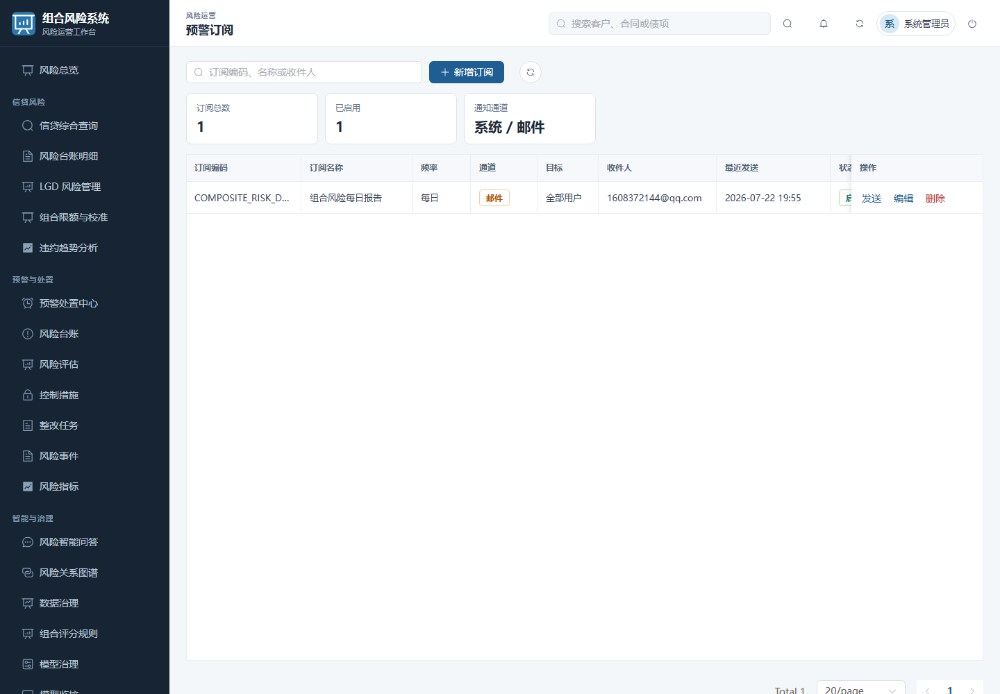 组合风险系统
风险运营工作台
风险总览
信贷风险
信贷综合查询
风险台账明细
LGD 风险管理
组合限额与校准
违约趋势分析
预警与处置
预警处置中心
风险台账
风险评估
控制措施
整改任务
风险事件
风险指标
智能与治理
风险智能问答
风险关系图谱
数据治理
组合评分规则
模型治理
风险运营
预警订阅
搜索客户、合同或债项
系 系统管理员
订阅编码、名称或收件人
新增订阅
订阅总数
1
已启用
1
通知通道
系统 / 邮件
订阅编码 订阅名称 频率 通道 目标 收件人 最近发送 状态 操作
COMPOSITE_RISK_D... 组合风险每日报告 每日 邮件 全部用户 1608372144@qq.com 2026-07-22 19:55 发送 编辑 删除
Total 1 20/page 1